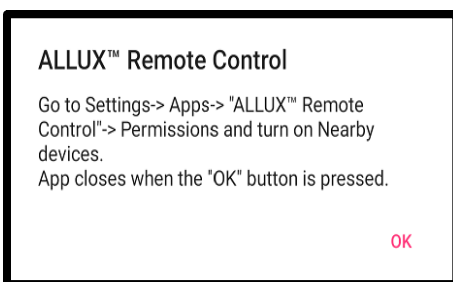 ALLUX™ Remote Control
Go to Settings-> Apps-> "ALLUX™ Remote
Control"-> Permissions and turn on Nearby
devices.
App closes when the "OK" button is pressed.
OK